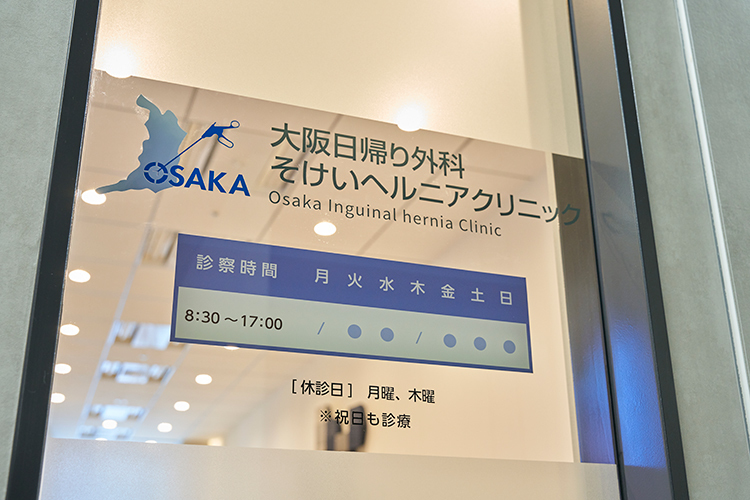 OSAKA
大阪日帰り外科
そけいヘルニアクリニック
Osaka Inguinal hernia Clinic
診察時間 月 火 水 木 金 土 日
8:30 〜17:00 / ● ● / ● ● ●
[休診日] 月曜、木曜
※祝日も診療